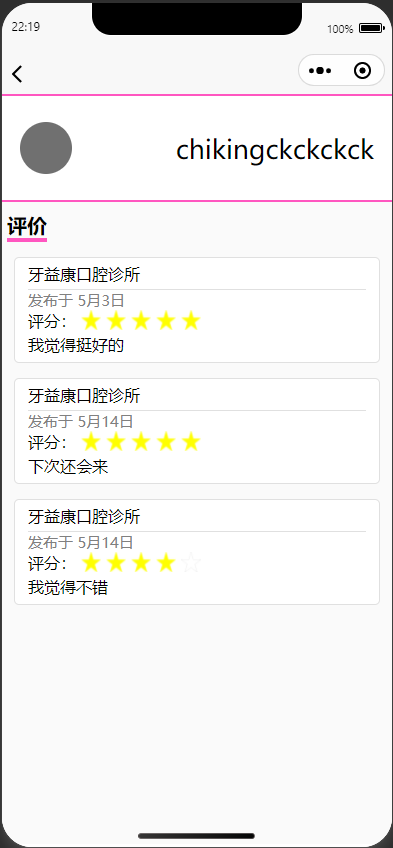 22:19
100%
chikingckckckck
评价
牙益康口腔诊所
发布于 5月3日
评分： ★★★★★
我觉得挺好的
牙益康口腔诊所
发布于 5月14日
评分： ★★★★★
下次还会来
牙益康口腔诊所
发布于 5月14日
评分： ★★★★☆
我觉得不错